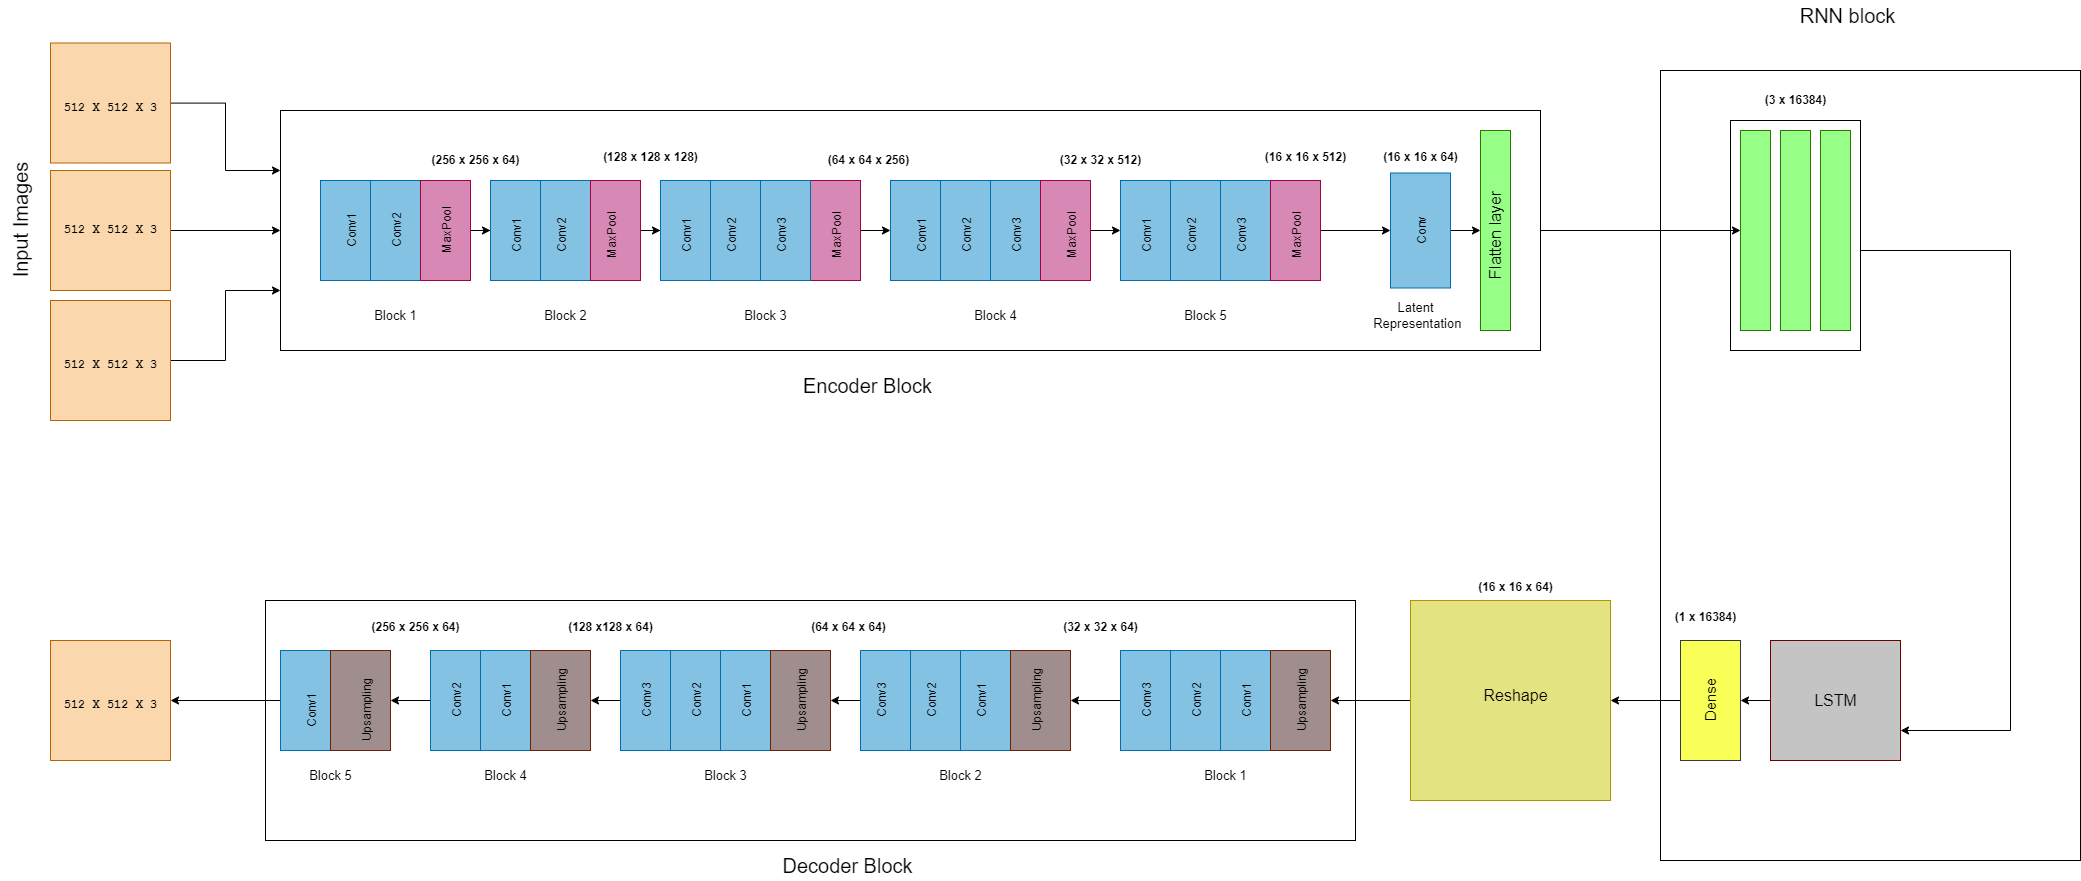 RNN block
Input Images
512 X 512 X 3
512 X 512 X 3
512 X 512 X 3
(256 x 256 x 64)
(128 x 128 x 128)
(64 x 64 x 256)
(32 x 32 x 512)
(16 x 16 x 512)
(16 x 16 x 64)
(3 x 16384)
Conv1
Conv2
MaxPool
Conv1
Conv2
MaxPool
Conv1
Conv2
Conv3
MaxPool
Conv1
Conv2
Conv3
MaxPool
Conv1
Conv2
Conv3
MaxPool
Conv
Flatten layer
Block 1
Block 2
Block 3
Block 4
Block 5
Latent
Representation
Encoder Block
(256 x 256 x 64)
(128 x128 x 64)
(64 x 64 x 64)
(32 x 32 x 64)
(16 x 16 x 64)
(1 x 16384)
512 X 512 X 3
Conv1
Upsampling
Conv2
Conv1
Upsampling
Conv3
Conv2
Conv1
Upsampling
Conv3
Conv2
Conv1
Upsampling
Conv3
Conv2
Conv1
Upsampling
Reshape
Dense
LSTM
Block 5
Block 4
Block 3
Block 2
Block 1
Decoder Block